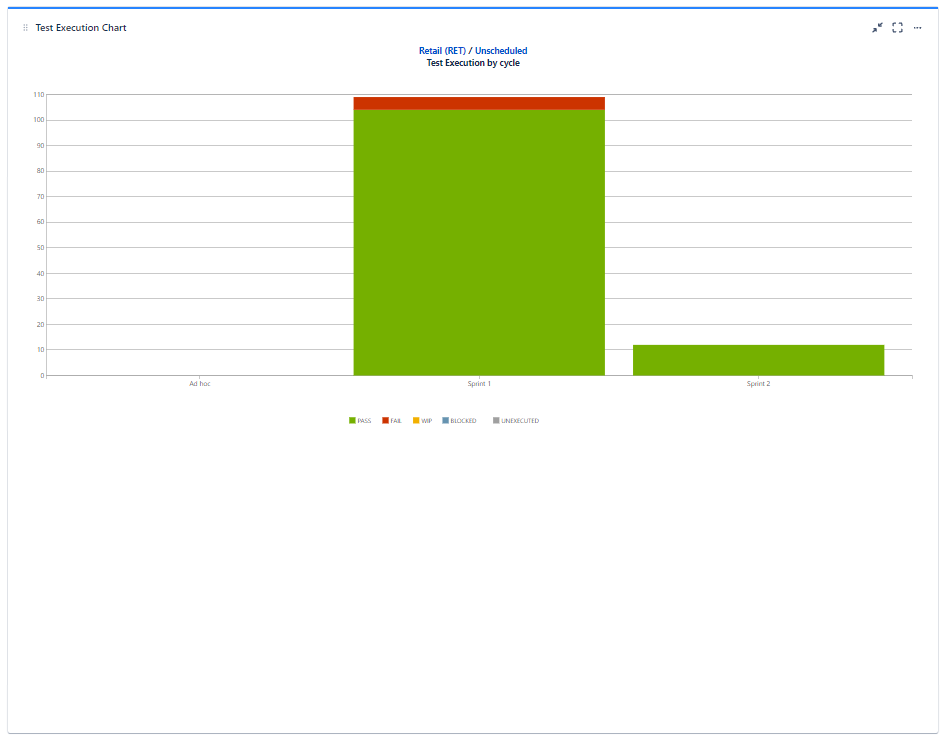 Test Execution Chart
Retail (RET) / Unscheduled
Test Execution by cycle
110
100
90
80
70
60
50
40
30
20
10
0
Ad hoc Sprint 1 Sprint 2
PASS FAIL WIP BLOCKED UNEXECUTED